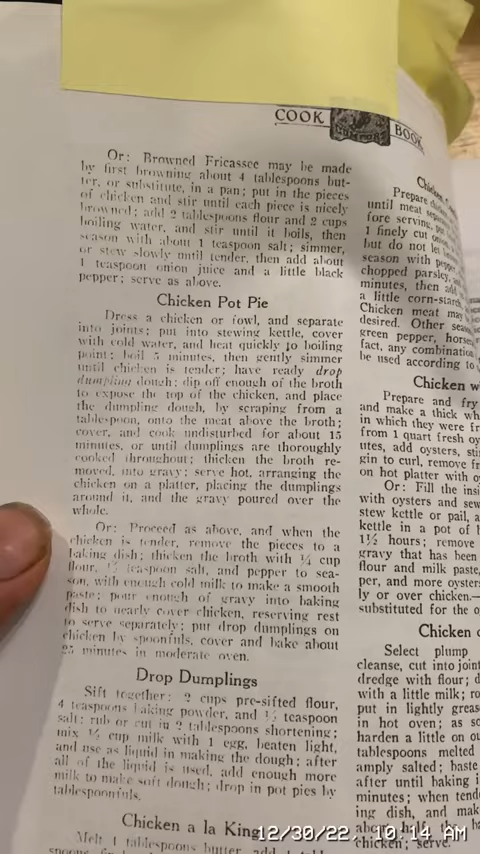 COOK BOOK
COMFORT
Or: Browned Fricassee may be made
by first browning about 4 tablespoons but-
ter, or substitute, in a pan; put in the pieces
of chicken and stir until each piece is nicely
browned; add 2 tablespoons flour and 2 cups
boiling water, and stir until it boils, then
season with about 1 teaspoon salt; simmer,
or stew slowly until tender, then add about
1 teaspoon onion juice and a little black
pepper; serve as above.
Chicken Pot Pie
Dress a chicken or fowl, and separate
into joints; put into stewing kettle, cover
with cold water, and heat quickly to boiling
point; boil 5 minutes, then gently simmer
until chicken is tender; have ready drop
dumpling dough; dip off enough of the broth
to expose the top of the chicken, and place
the dumpling dough, by scraping from a
tablespoon, onto the meat above the broth;
cover, and cook undisturbed for about 15
minutes, or until dumplings are thoroughly
cooked throughout; thicken the broth re-
moved, into gravy; serve hot, arranging the
chicken on a platter, placing the dumplings
around it, and the gravy poured over the
whole.
Or: Proceed as above, and when the
chicken is tender, remove the pieces to a
baking dish; thicken the broth with ¼ cup
flour, ½ teaspoon salt, and pepper to sea-
son, with enough cold milk to make a smooth
paste; pour enough of gravy into baking
dish to nearly cover chicken, reserving rest
to serve separately; put drop dumplings on
chicken by spoonfuls, cover and bake about
25 minutes in moderate oven.
Drop Dumplings
Sift together: 2 cups pre-sifted flour,
4 teaspoons baking powder, and ½ teaspoon
salt; rub or cut in 2 tablespoons shortening;
mix ½ cup milk with 1 egg, beaten light,
and use as liquid in making the dough; after
all of the liquid is used, add enough more
milk to make soft dough; drop in pot pies by
tablespoonfuls.
Chicken a la King
Melt 4 tablespoons butter, add
Chicken
Prepare
until meat
fore serving, put
1 finely cut
but do not let
season with pepper
chopped parsley,
minutes, then add
a little corn-starch
Chicken meat may
desired. Other
green pepper,
fact, any combination
be used according to
Chicken
Prepare and fry
and make a thick
in which they were
from 1 quart fresh
utes, add oysters,
gin to curl, remove
on hot platter with
Or: Fill the
with oysters and sew
stew kettle or pail, a
kettle in a pot of
1½ hours; remove
gravy that has been
flour and milk paste,
per, and more
ly or over chicken.—
substituted for the
Chicken
Select plump
cleanse, cut into
dredge with flour;
with a little milk;
put in lightly
in hot oven; as
harden a little on
tablespoons melted
amply salted; baste
after until baking
minutes; when
ing dish, and
chicken; serve.
12/30/22 10:14 AM